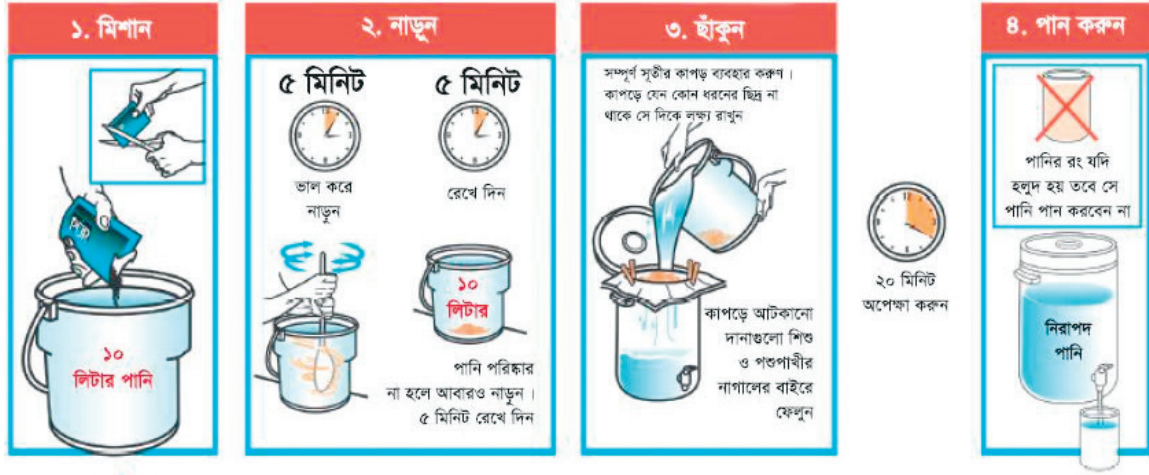 ১. মিশান
১০
লিটার পানি
২. নাড়ুন
৫ মিনিট
ভাল করে
নাড়ুন
৫ মিনিট
রেখে দিন
১০
লিটার
পানি পরিষ্কার
না হলে আবারও নাড়ুন।
৫ মিনিট রেখে দিন
৩. ছাঁকুন
সম্পূর্ণ সূতীর কাপড় ব্যবহার করুণ।
কাপড়ে যেন কোন ধরনের ছিদ্র না
থাকে সে দিকে লক্ষ্য রাখুন
কাপড়ে আটকানো
দানাগুলো শিশু
ও পশুপাখীর
নাগালের বাইরে
ফেলুন
২০ মিনিট
অপেক্ষা করুন
৪. পান করুন
পানির রং যদি
হলুদ হয় তবে সে
পানি পান করবেন না
নিরাপদ
পানি